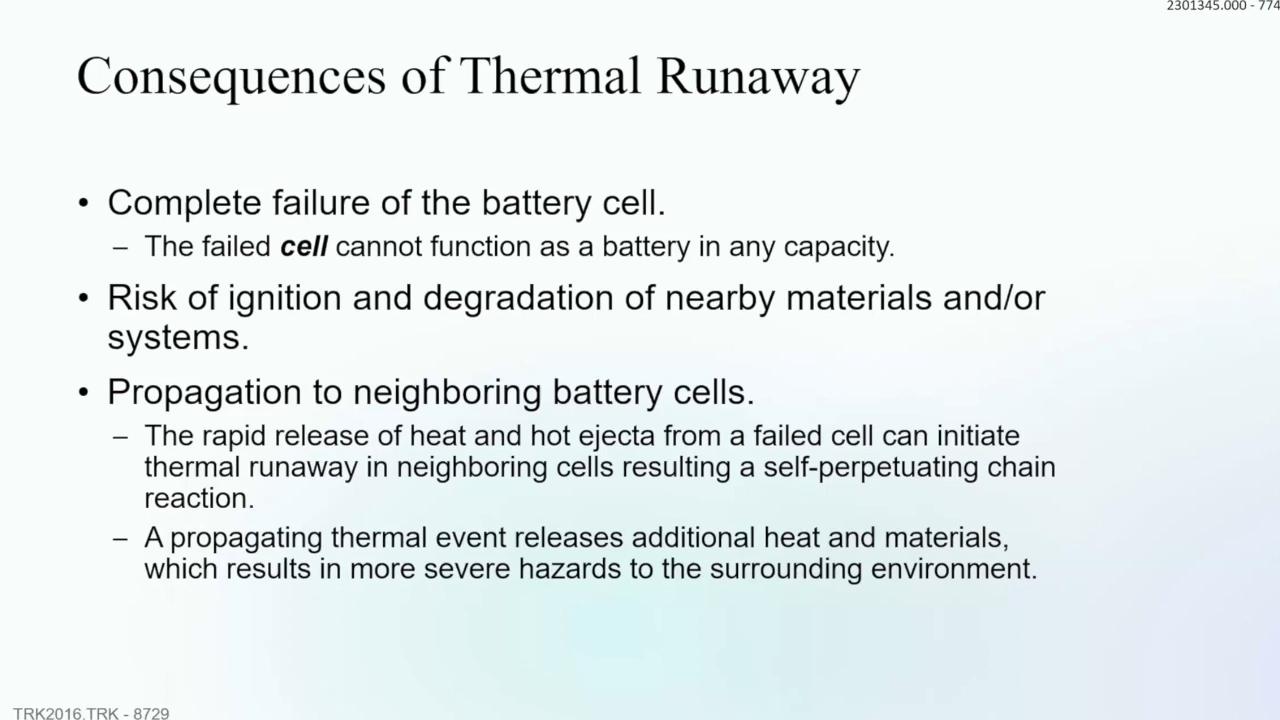 2301345.000 - 774
Consequences of Thermal Runaway
• Complete failure of the battery cell.
– The failed cell cannot function as a battery in any capacity.
• Risk of ignition and degradation of nearby materials and/or
systems.
• Propagation to neighboring battery cells.
– The rapid release of heat and hot ejecta from a failed cell can initiate
thermal runaway in neighboring cells resulting a self-perpetuating chain
reaction.
– A propagating thermal event releases additional heat and materials,
which results in more severe hazards to the surrounding environment.
TRK2016.TRK - 8729